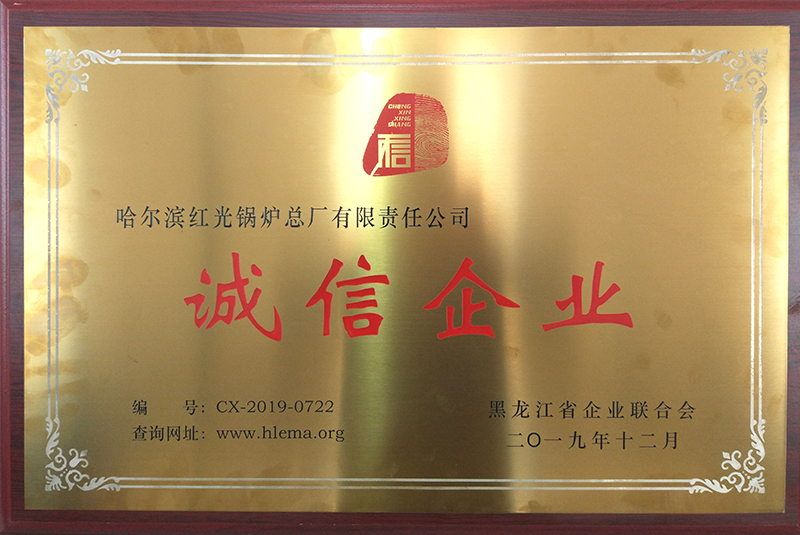 CHENG
XIN
XING
信
哈尔滨红光锅炉总厂有限责任公司
诚信企业
编 号：CX-2019-0722
查询网址：www.hlema.org
黑龙江省企业联合会
二〇一九年十二月